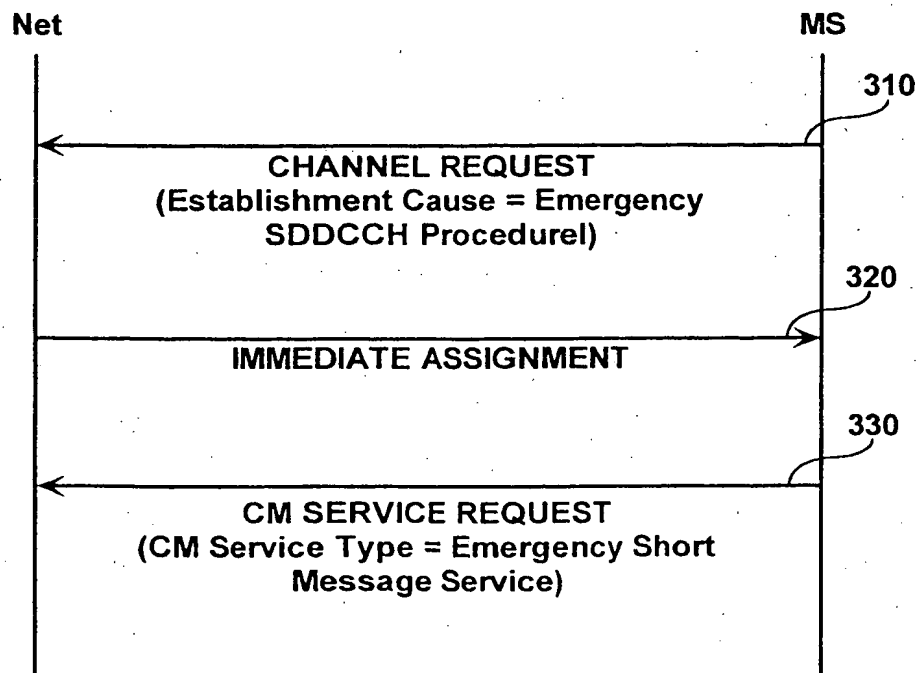 Net
MS
310
CHANNEL REQUEST
(Establishment Cause = Emergency
SDDCCH Procedurel)
320
IMMEDIATE ASSIGNMENT
330
CM SERVICE REQUEST
(CM Service Type = Emergency Short
Message Service)